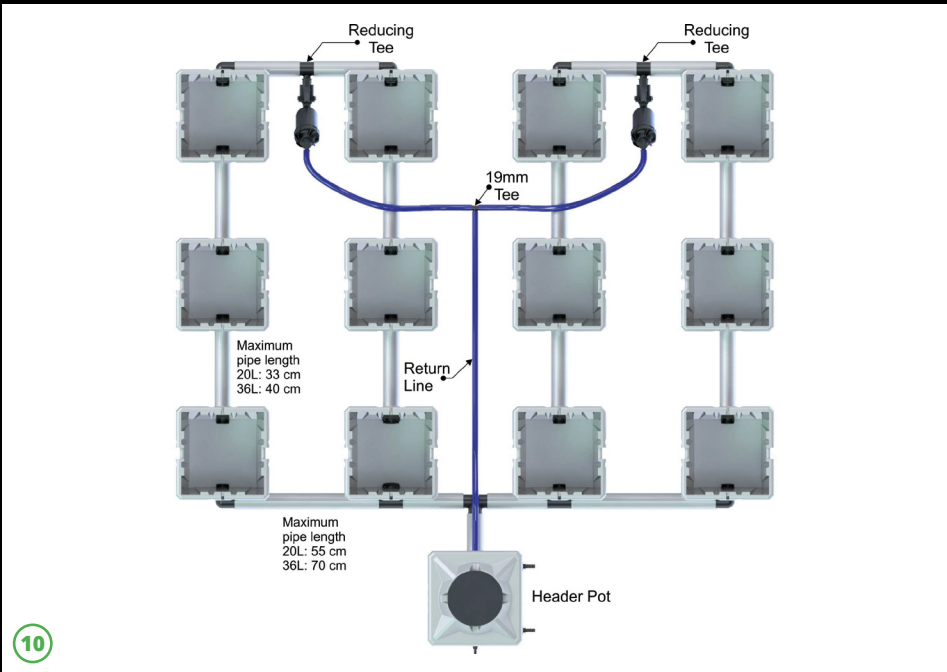 Reducing
Tee
Reducing
Tee
19mm
Tee
Maximum
pipe length
20L: 33 cm
36L: 40 cm
Return
Line
Maximum
pipe length
20L: 55 cm
36L: 70 cm
Header Pot
10